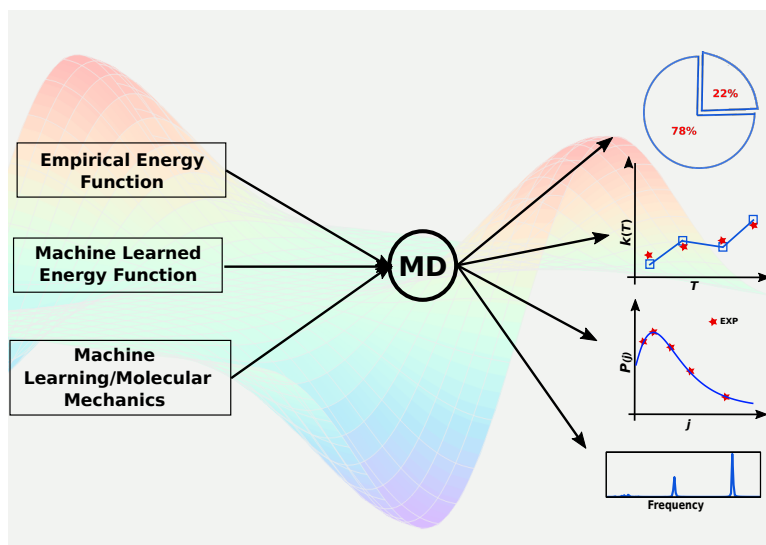 Empirical Energy
Function
Machine Learned
Energy Function
Machine
Learning/Molecular
Mechanics
MD
22%
78%
k(T)
T
EXP
P(j)
j
Frequency